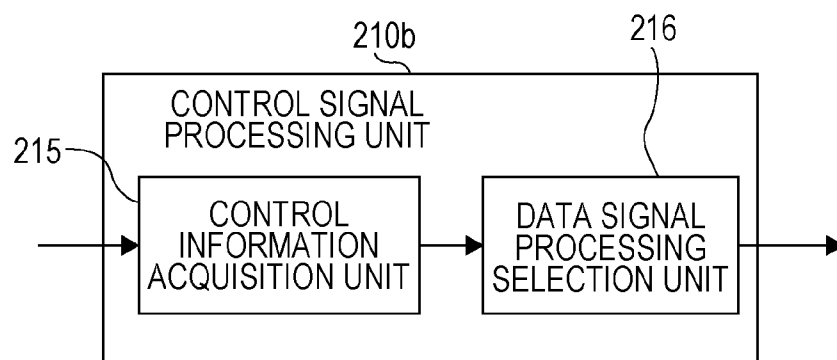 210b
216
CONTROL SIGNAL
PROCESSING UNIT
215
CONTROL
INFORMATION
ACQUISITION UNIT
DATA SIGNAL
PROCESSING
SELECTION UNIT